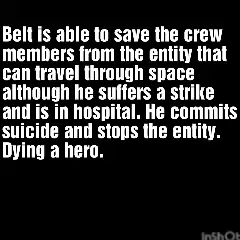 Belt is able to save the crew
members from the entity that
can travel through space
although he suffers a strike
and is in hospital. He commits
suicide and stops the entity.
Dying a hero.
InShO